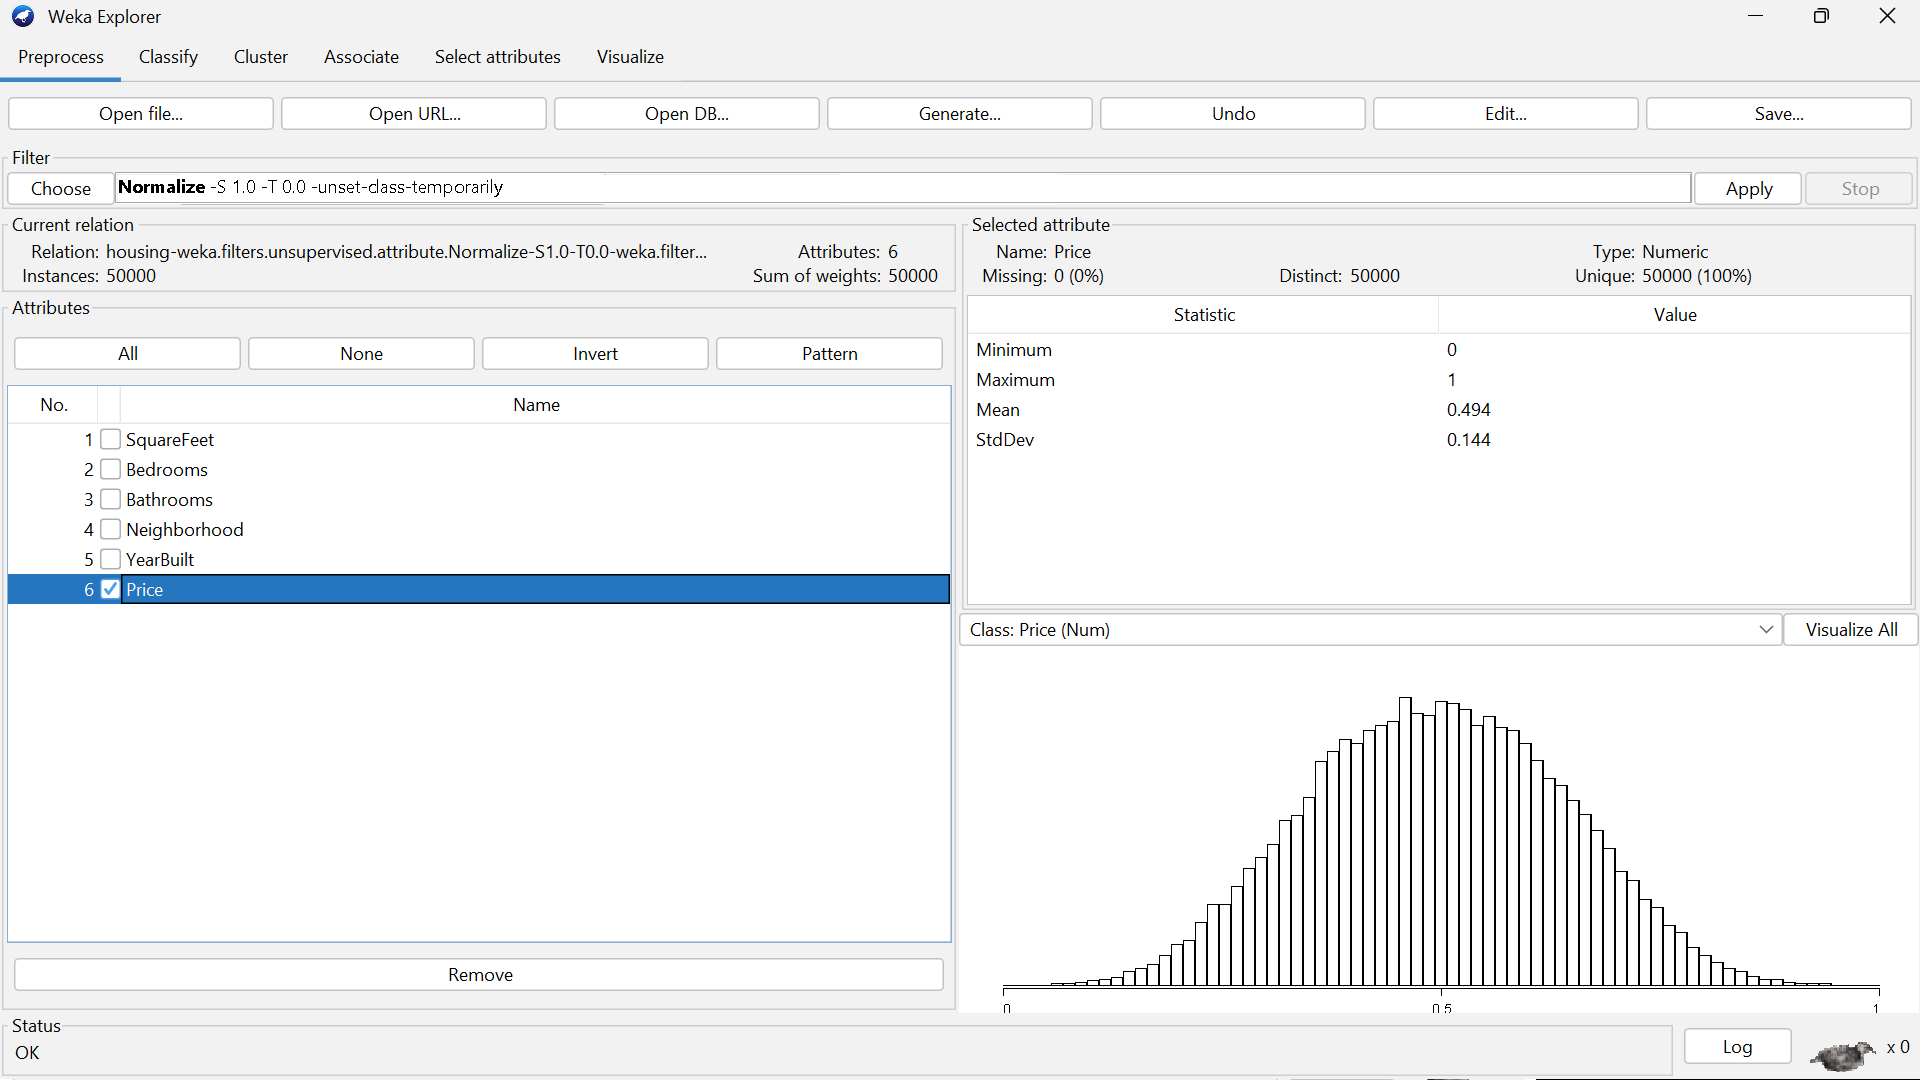 Weka Explorer
Preprocess Classify Cluster Associate Select attributes Visualize
Open file... Open URL... Open DB... Generate... Undo Edit... Save...
Filter
Choose Normalize -S 1.0 -T 0.0 -unset-class-temporarily Apply Stop
Current relation
Relation: housing-weka.filters.unsupervised.attribute.Normalize-S1.0-T0.0-weka.filter... Attributes: 6
Instances: 50000 Sum of weights: 50000
Selected attribute
Name: Price Type: Numeric
Missing: 0 (0%) Distinct: 50000 Unique: 50000 (100%)
Attributes
All None Invert Pattern
No. Name
1 SquareFeet
2 Bedrooms
3 Bathrooms
4 Neighborhood
5 YearBuilt
6 Price
Remove
Statistic Value
Minimum 0
Maximum 1
Mean 0.494
StdDev 0.144
Class: Price (Num) Visualize All
0 0.5 1
Status
OK
Log x 0